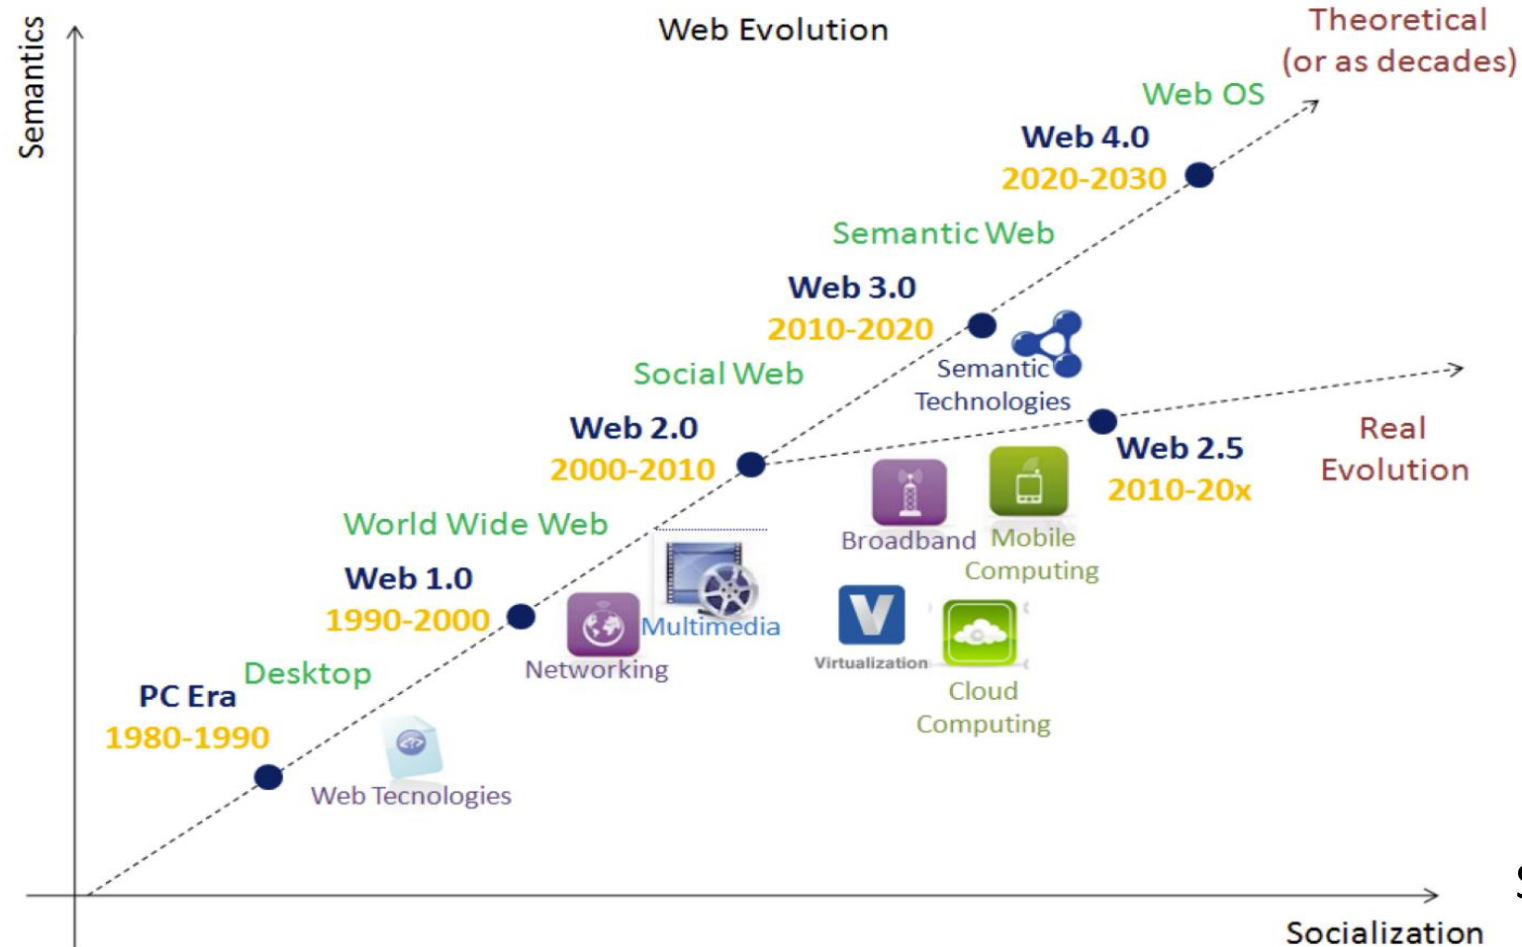 Web Evolution
Semantics
Theoretical
(or as decades)
Web OS
Web 4.0
2020-2030
Semantic Web
Web 3.0
2010-2020
Semantic
Technologies
Social Web
Web 2.0
2000-2010
Web 2.5
2010-20x
Real
Evolution
World Wide Web
Web 1.0
1990-2000
Broadband
Mobile
Computing
Multimedia
Networking
V
Virtualization
Cloud
Computing
Desktop
PC Era
1980-1990
Web Tecnologies
S
Socialization